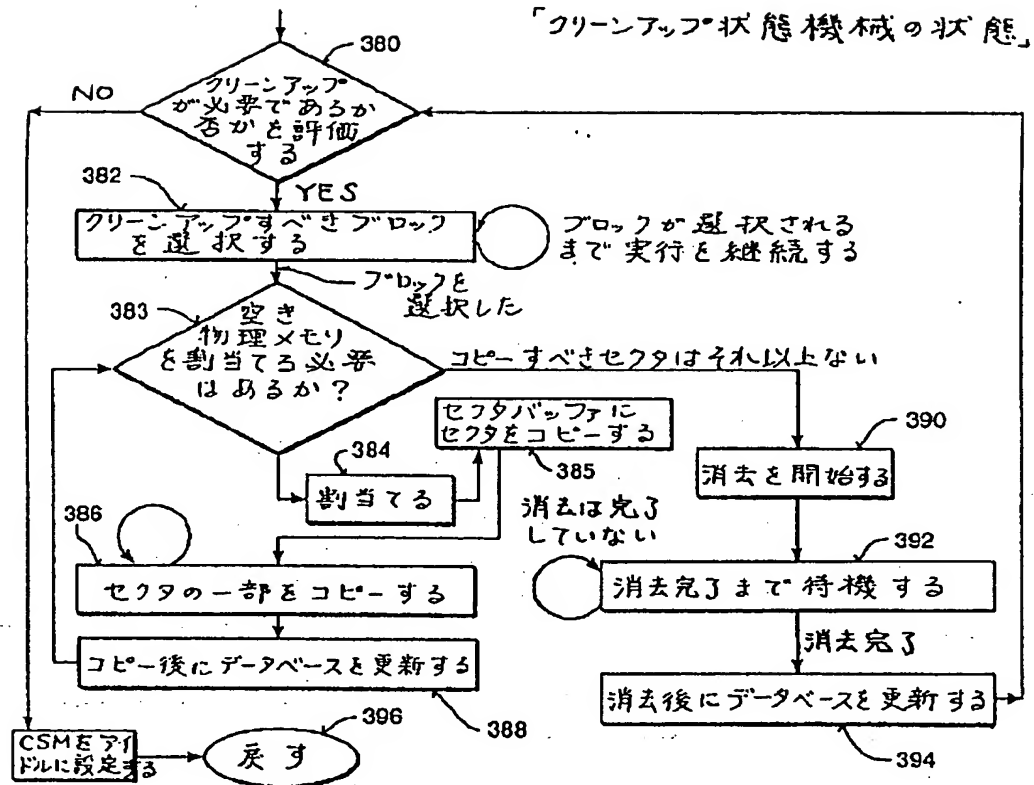 「クリーンアップ状態機械の状態」
380
クリーンアップ
が必要であるか
否かを評価
する
NO
YES
382
クリーンアップすべきブロック
を選択する
ブロックが選択される
まで実行を継続する
ブロックを
選択した
383
空き
物理メモリ
を割当てる必要
はあるか?
コピーすべきセクタはそれ以上ない
セクタバッファに
セクタをコピーする
385
384
割当てる
390
消去を開始する
386
セクタの一部をコピーする
消去は完了
していない
392
消去完了まで待機する
消去完了
コピー後にデータベースを更新する
388
消去後にデータベースを更新する
394
CSMをアイ
ドルに設定する
396
戻す